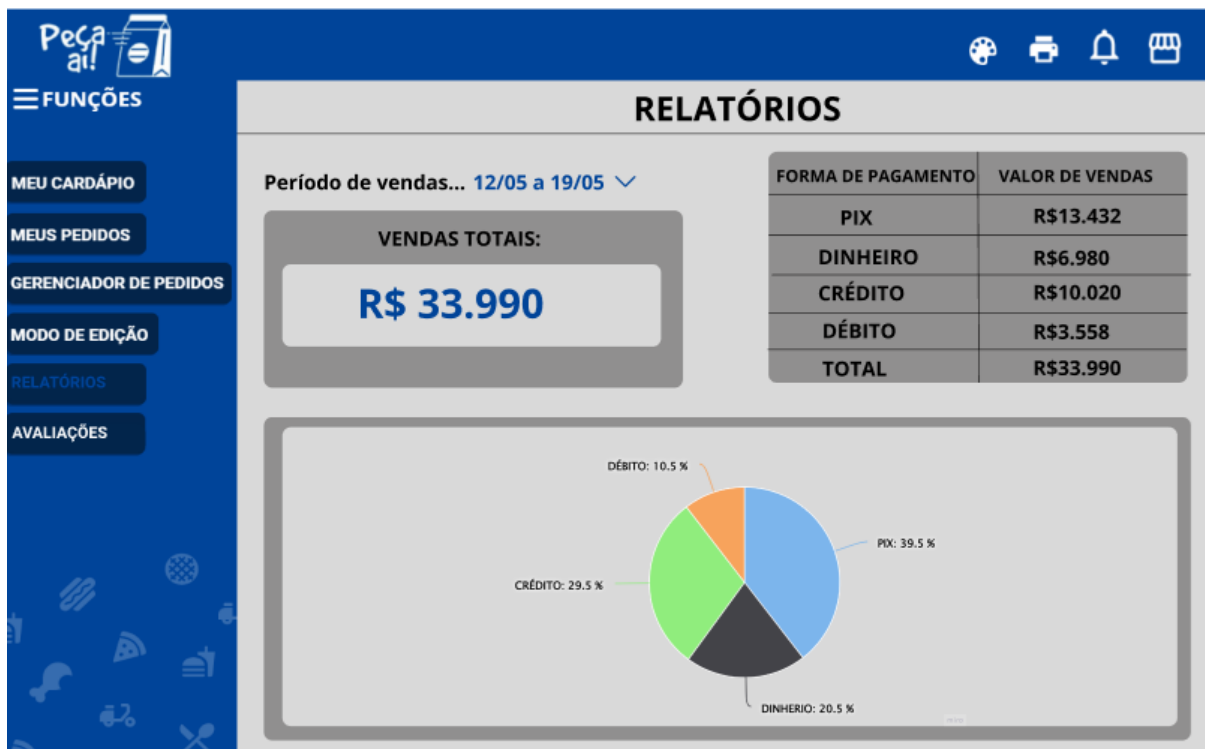 Peça
aí!
FUNÇÕES
RELATÓRIOS
MEU CARDÁPIO
MEUS PEDIDOS
GERENCIADOR DE PEDIDOS
MODO DE EDIÇÃO
RELATÓRIOS
AVALIAÇÕES
Período de vendas... 12/05 a 19/05
VENDAS TOTAIS:
R$ 33.990
FORMA DE PAGAMENTO VALOR DE VENDAS
PIX R$13.432
DINHEIRO R$6.980
CRÉDITO R$10.020
DÉBITO R$3.558
TOTAL R$33.990
DÉBITO: 10.5 %
PIX: 39.5 %
CRÉDITO: 29.5 %
DINHERIO: 20.5 %